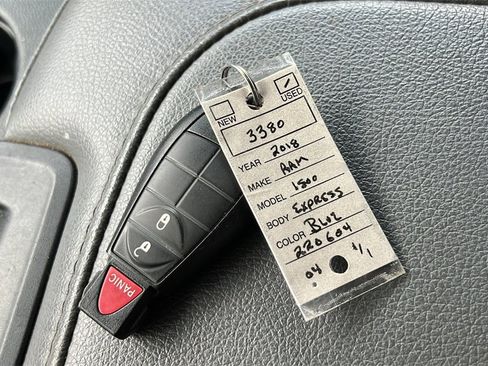 NEW USED
3380
YEAR 2018
MAKE RAM
MODEL 1500
BODY EXPRESS
COLOR BLUE
220604
04 1/1
PANIC